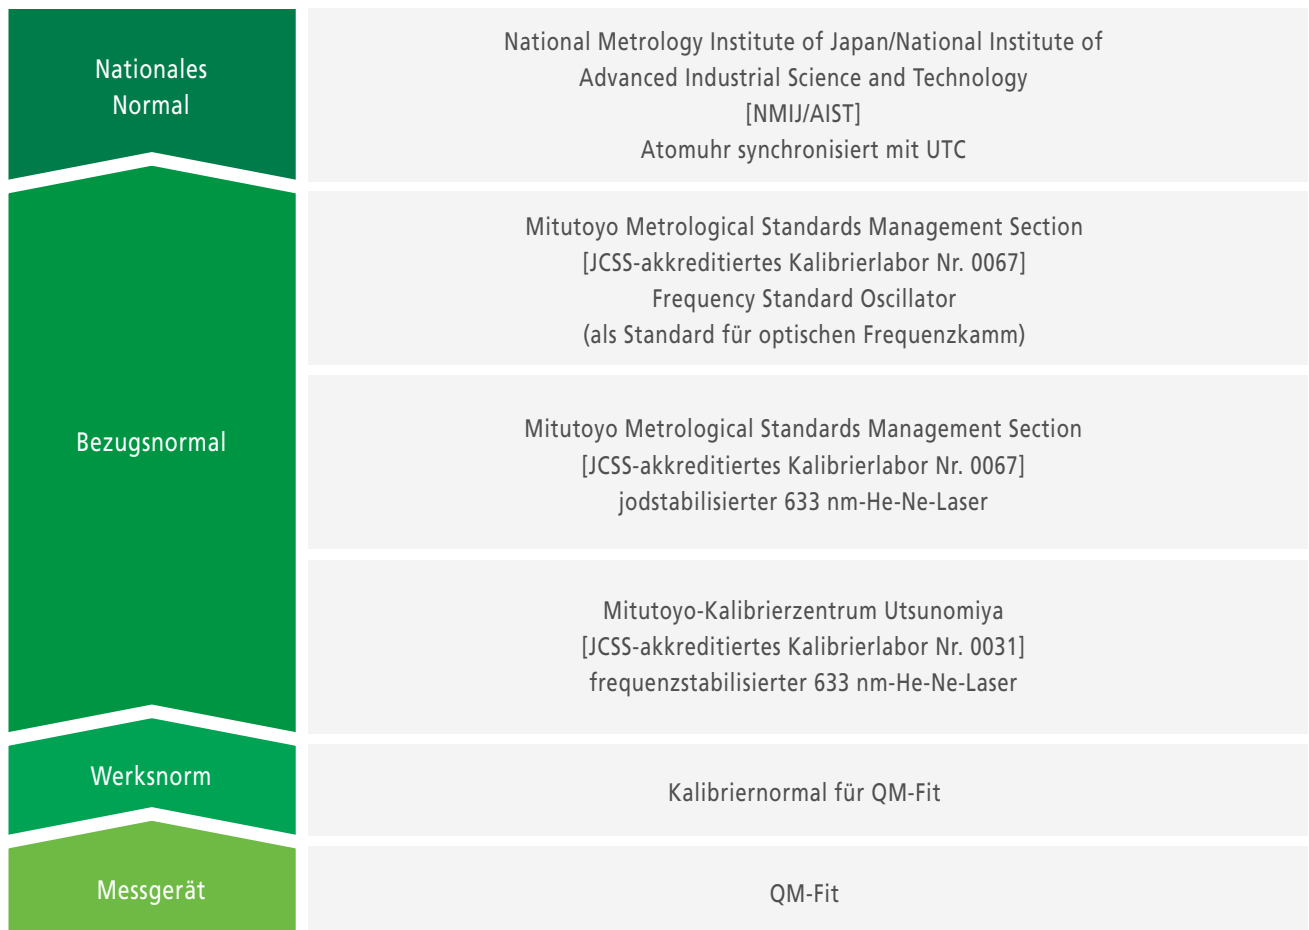 Nationales
Normal
National Metrology Institute of Japan/National Institute of
Advanced Industrial Science and Technology
[NMIJ/AIST]
Atomuhr synchronisiert mit UTC
Bezugsnormal
Mitutoyo Metrological Standards Management Section
[JCSS-akkreditiertes Kalibrierlabor Nr. 0067]
Frequency Standard Oscillator
(als Standard für optischen Frequenzkamm)
Mitutoyo Metrological Standards Management Section
[JCSS-akkreditiertes Kalibrierlabor Nr. 0067]
jodstabilisierter 633 nm-He-Ne-Laser
Mitutoyo-Kalibrierzentrum Utsunomiya
[JCSS-akkreditiertes Kalibrierlabor Nr. 0031]
frequenzstabilisierter 633 nm-He-Ne-Laser
Werksnorm
Kalibriernormal für QM-Fit
Messgerät
QM-Fit